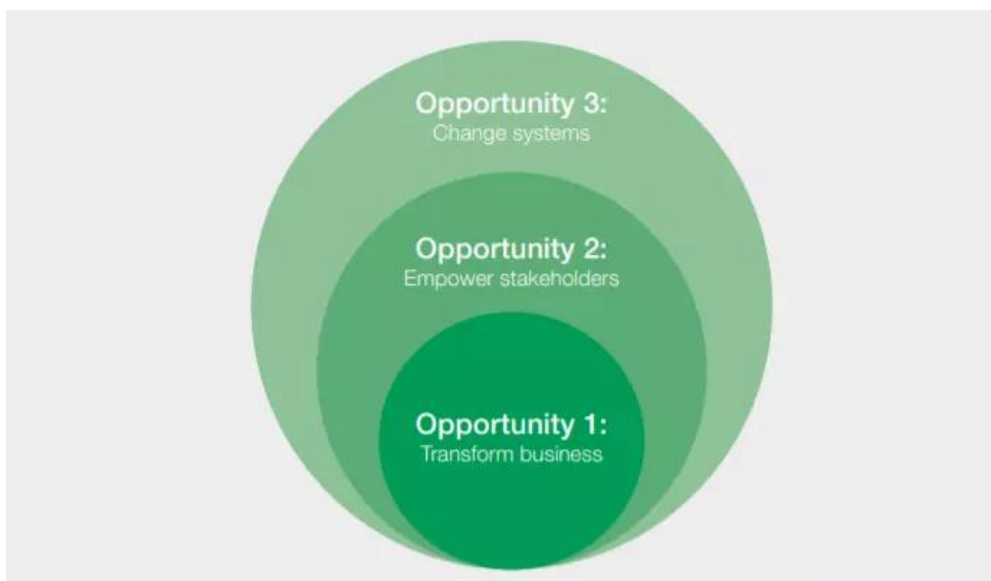 Opportunity 3:
Change systems
Opportunity 2:
Empower stakeholders
Opportunity 1:
Transform business